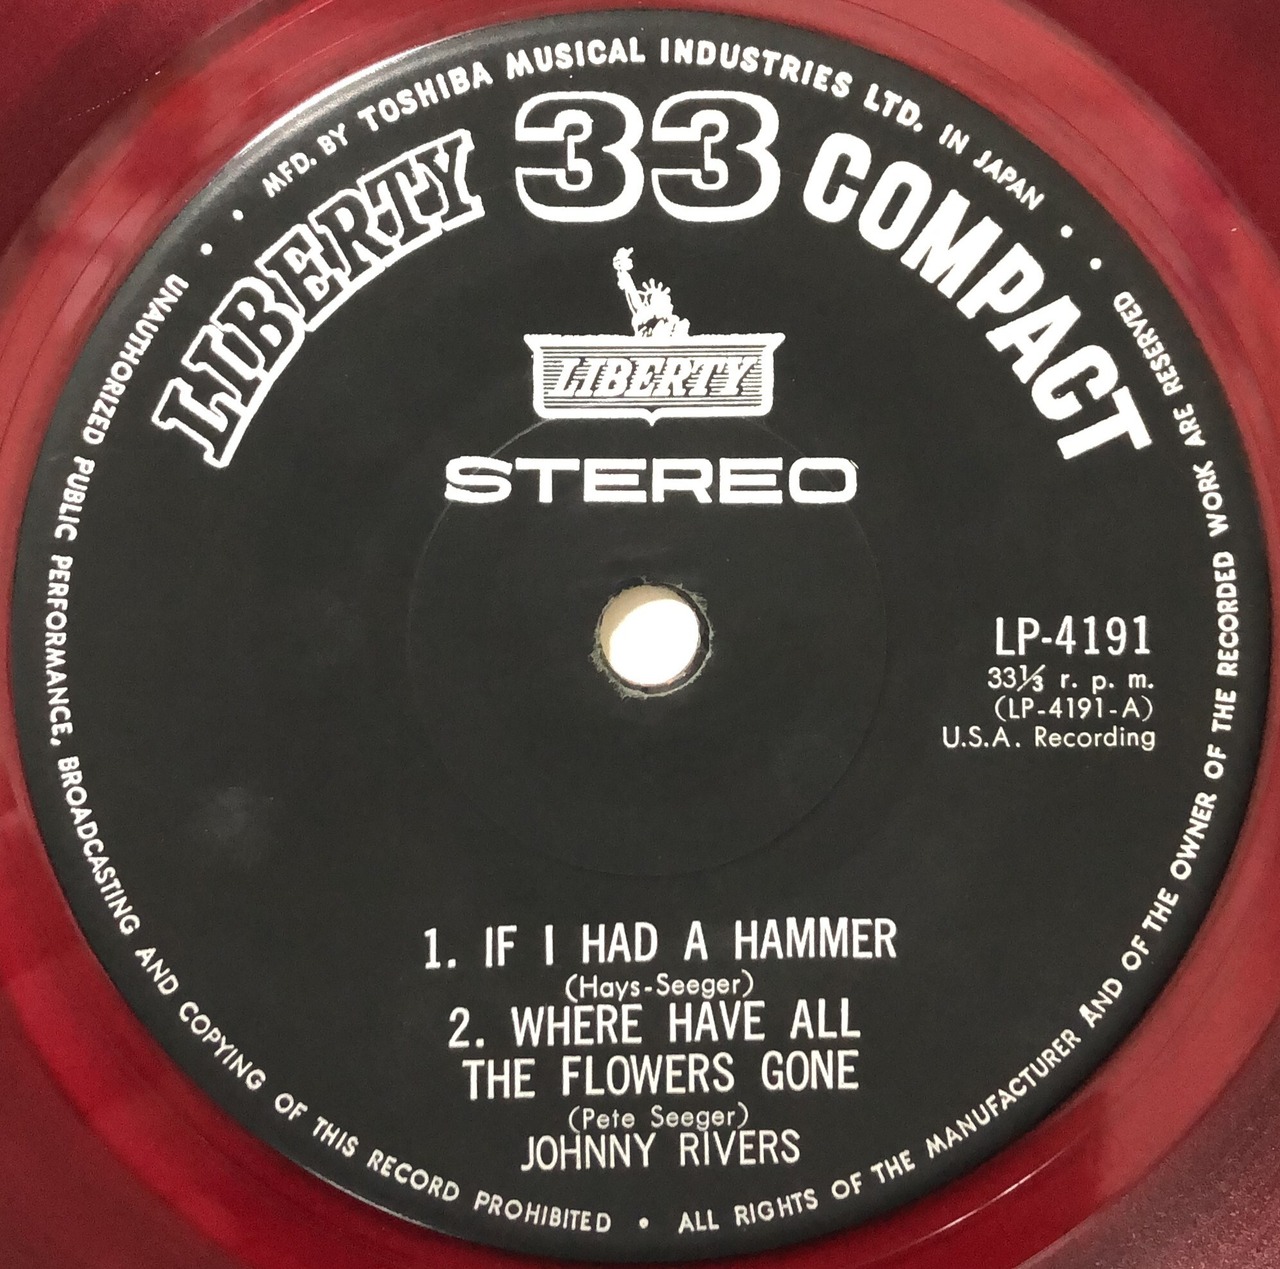 MFD. BY TOSHIBA MUSICAL INDUSTRIES LTD. IN JAPAN
LIBERTY 33 COMPACT
LIBERTY
STEREO
LP-4191
33⅓ r. p. m.
(LP-4191-A)
U.S.A. Recording
1. IF I HAD A HAMMER
(Hays-Seeger)
2. WHERE HAVE ALL
THE FLOWERS GONE
(Pete Seeger)
JOHNNY RIVERS
UNAUTHORIZED PUBLIC PERFORMANCE, BROADCASTING AND COPYING OF THIS RECORD PROHIBITED • ALL RIGHTS OF THE MANUFACTURER AND OF THE OWNER OF THE RECORDED WORK ARE RESERVED